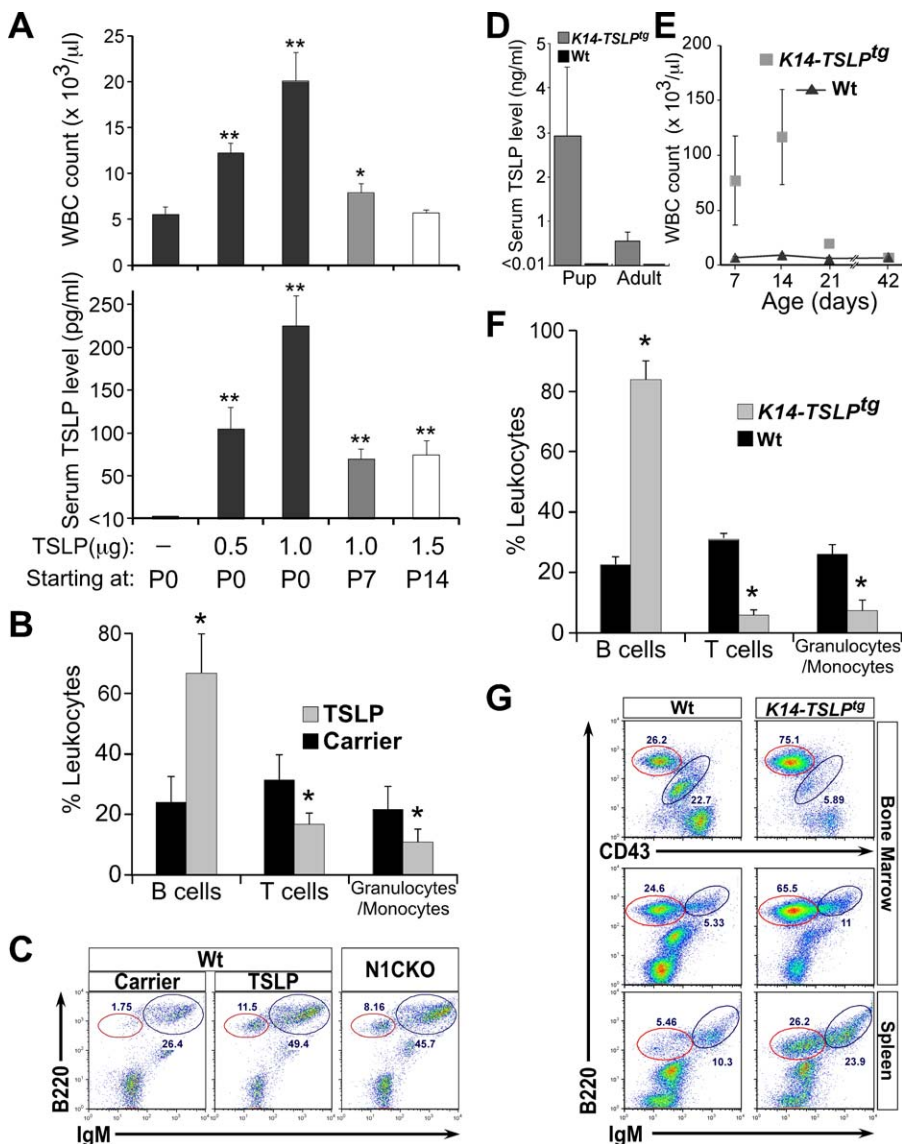 A
WBC count (x 10³/µl)
25
20
15
10
5
0
**
**
*
Serum TSLP level (pg/ml)
250
200
150
100
50
<10
**
**
**
**
TSLP(µg): – 0.5 1.0 1.0 1.5
Starting at: P0 P0 P0 P7 P14
B
% Leukocytes
80
60
40
20
0
*
*
*
TSLP
Carrier
B cells T cells Granulocytes
/Monocytes
C
Wt
Carrier TSLP N1CKO
1.75 11.5 8.16
26.4 49.4 45.7
B220
IgM
D
Serum TSLP level (ng/ml)
K14-TSLPtg
Wt
5
4
3
2
1
<0.01
Pup Adult
E
WBC count (x 10³/µl)
K14-TSLPtg
Wt
200
150
100
50
0
7 14 21 42
Age (days)
F
% Leukocytes
100
80
60
40
20
0
*
*
*
K14-TSLPtg
Wt
B cells T cells Granulocytes
/Monocytes
G
Wt K14-TSLPtg
26.2 75.1
22.7 5.89
CD43
24.6 65.5
5.33 11
Bone Marrow
5.46 26.2
10.3 23.9
Spleen
B220
IgM